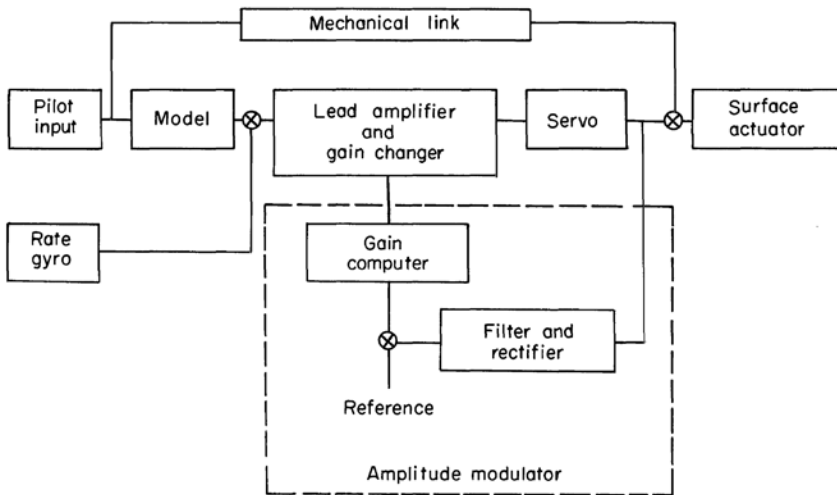 Mechanical link
Pilot
input
Model
Lead amplifier
and
gain changer
Servo
Surface
actuator
Rate
gyro
Gain
computer
Filter and
rectifier
Reference
Amplitude modulator